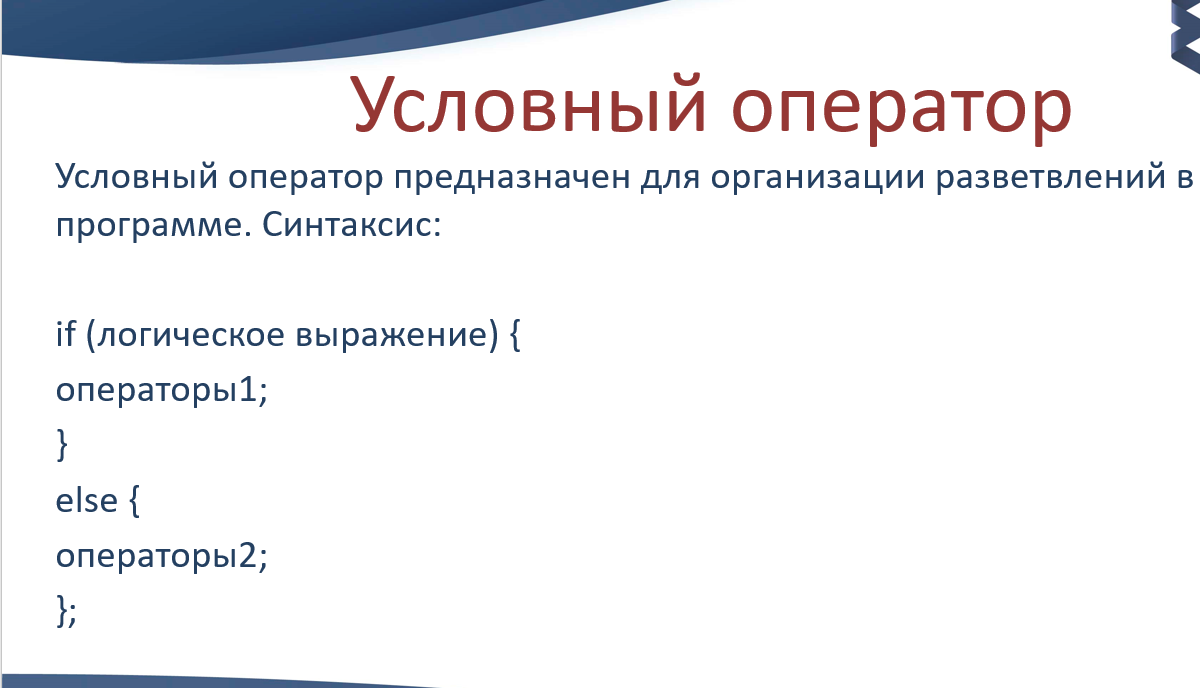 Условный оператор
Условный оператор предназначен для организации разветвлений в
программе. Синтаксис:
if (логическое выражение) {
операторы1;
}
else {
операторы2;
};